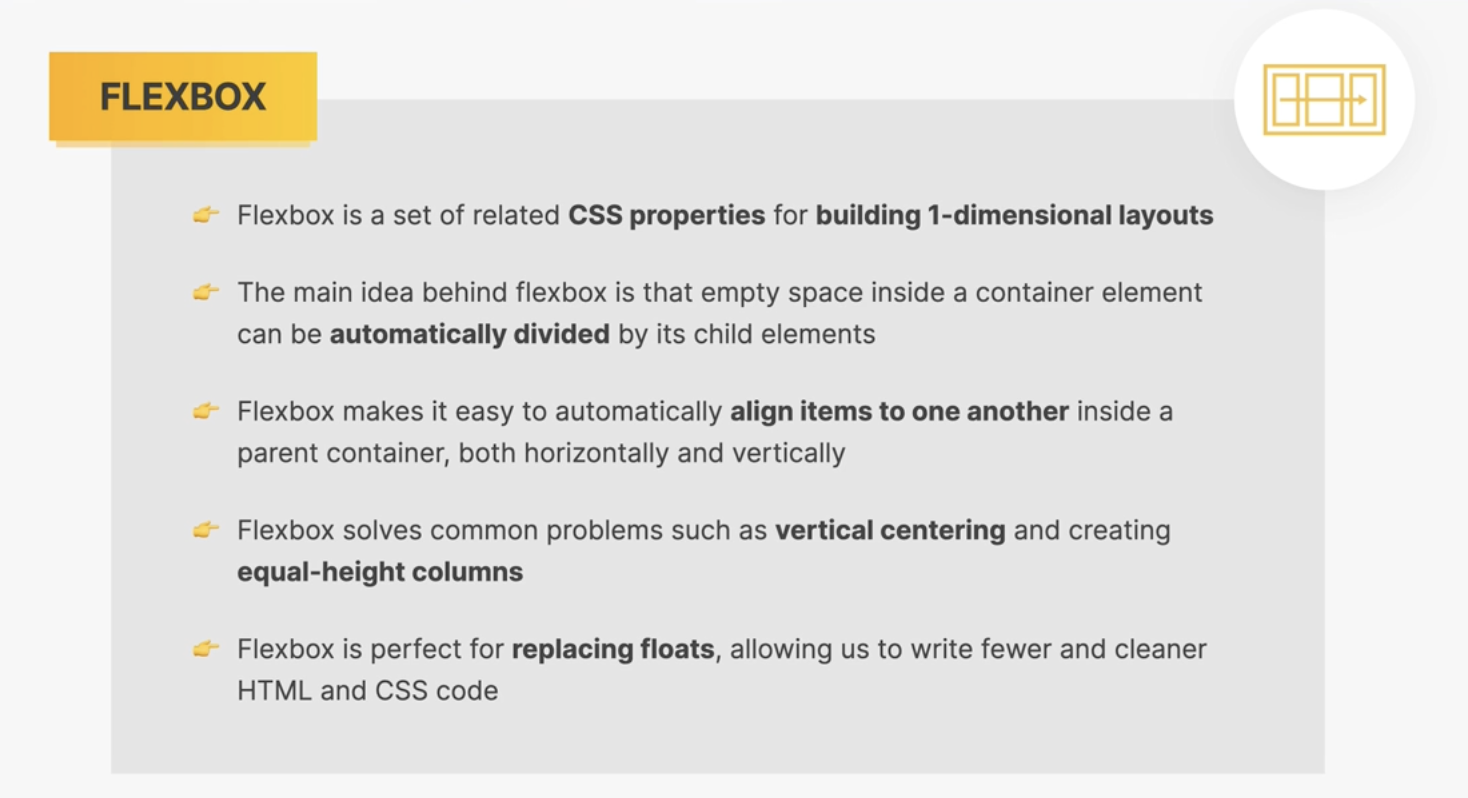 FLEXBOX
👉 Flexbox is a set of related CSS properties for building 1-dimensional layouts
👉 The main idea behind flexbox is that empty space inside a container element
can be automatically divided by its child elements
👉 Flexbox makes it easy to automatically align items to one another inside a
parent container, both horizontally and vertically
👉 Flexbox solves common problems such as vertical centering and creating
equal-height columns
👉 Flexbox is perfect for replacing floats, allowing us to write fewer and cleaner
HTML and CSS code